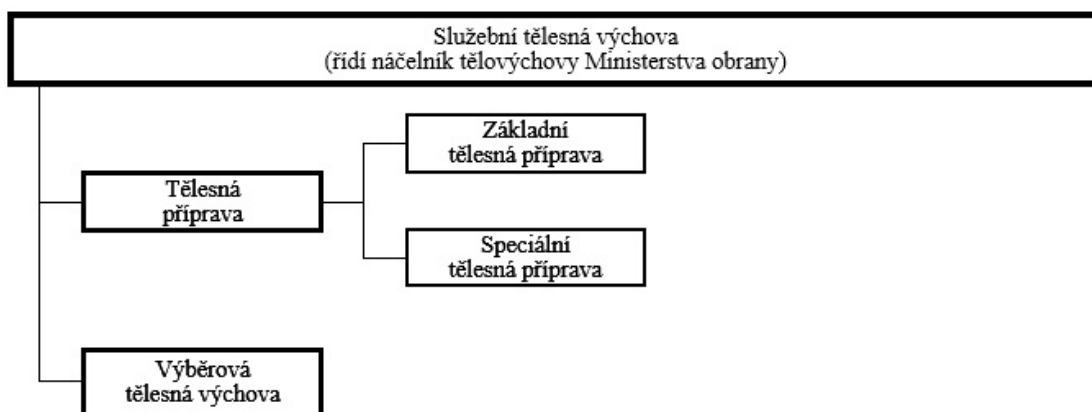 Služební tělesná výchova
(řídí náčelník tělovýchovy Ministerstva obrany)
Základní
tělesná příprava
Tělesná
příprava
Speciální
tělesná příprava
Výběrová
tělesná výchova